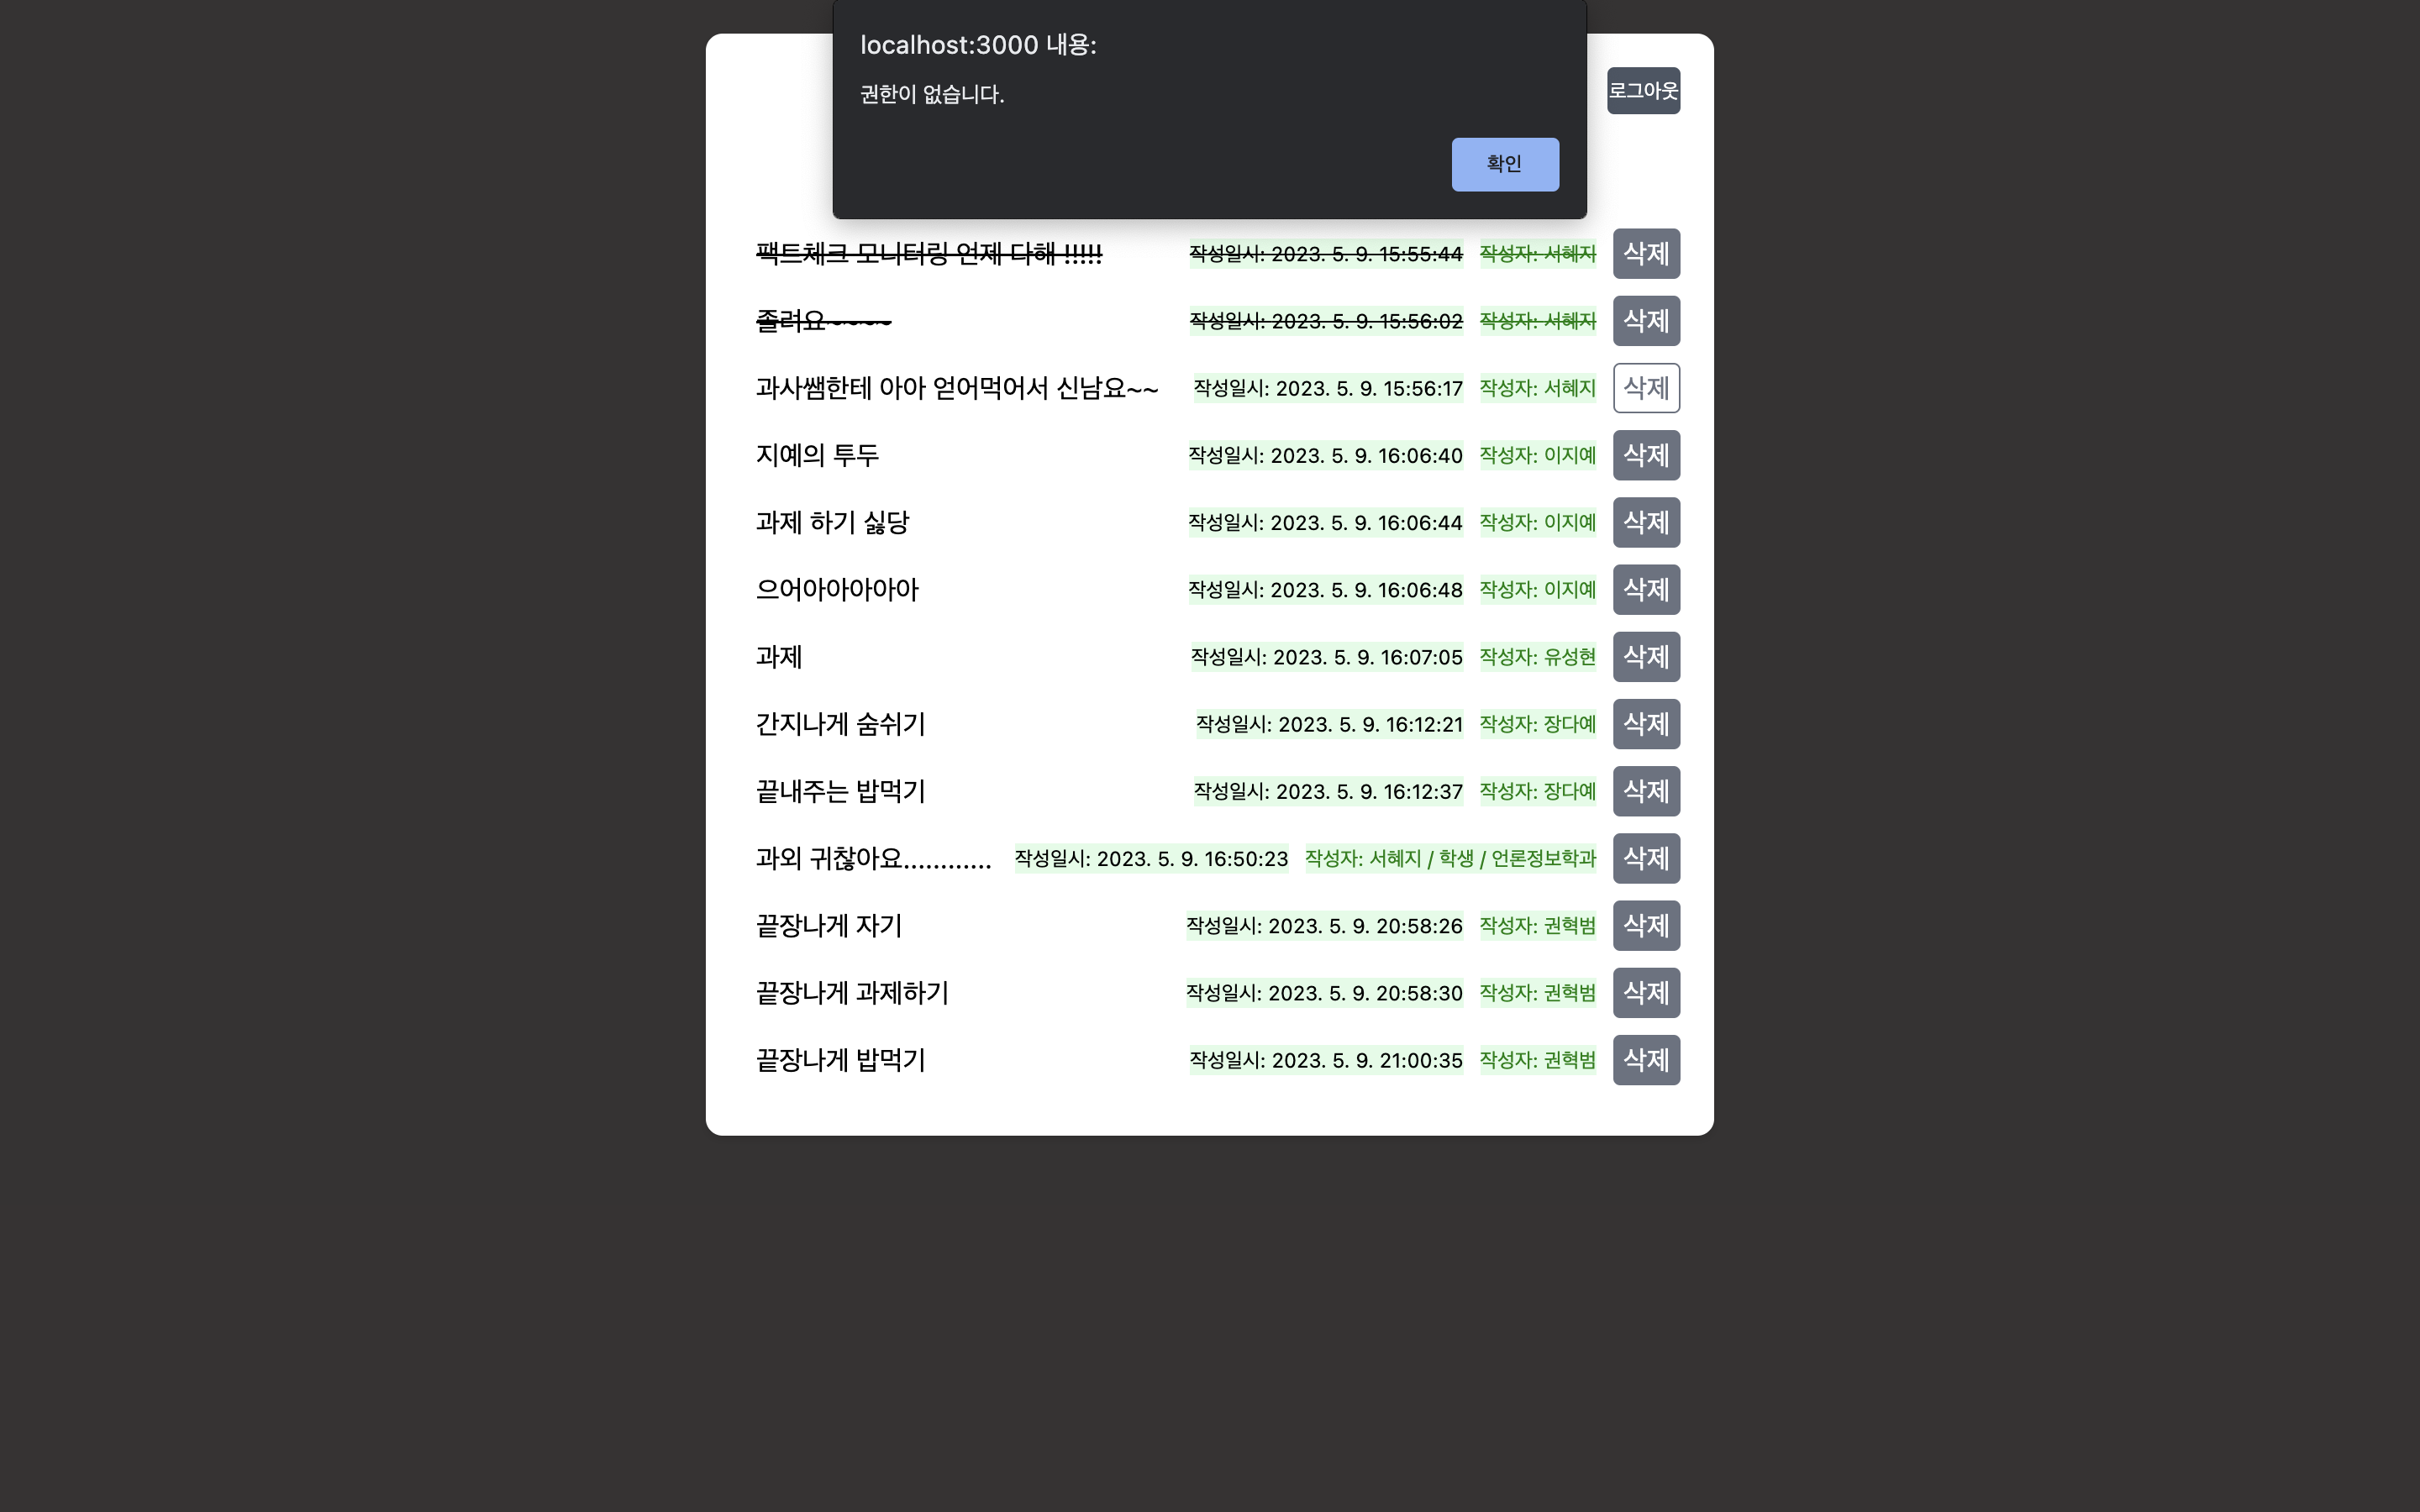 localhost:3000 내용:
권한이 없습니다.
확인
로그아웃
팩트체크 모니터링 언제 다해 !!!!! 작성일시: 2023. 5. 9. 15:55:44 작성자: 서혜지 삭제
졸려요~~~~ 작성일시: 2023. 5. 9. 15:56:02 작성자: 서혜지 삭제
과사쌤한테 아아 얻어먹어서 신남요~~ 작성일시: 2023. 5. 9. 15:56:17 작성자: 서혜지 삭제
지예의 투두 작성일시: 2023. 5. 9. 16:06:40 작성자: 이지예 삭제
과제 하기 싫당 작성일시: 2023. 5. 9. 16:06:44 작성자: 이지예 삭제
으어아아아아아 작성일시: 2023. 5. 9. 16:06:48 작성자: 이지예 삭제
과제 작성일시: 2023. 5. 9. 16:07:05 작성자: 유성현 삭제
간지나게 숨쉬기 작성일시: 2023. 5. 9. 16:12:21 작성자: 장다예 삭제
끝내주는 밥먹기 작성일시: 2023. 5. 9. 16:12:37 작성자: 장다예 삭제
과외 귀찮아요............ 작성일시: 2023. 5. 9. 16:50:23 작성자: 서혜지 / 학생 / 언론정보학과 삭제
끝장나게 자기 작성일시: 2023. 5. 9. 20:58:26 작성자: 권혁범 삭제
끝장나게 과제하기 작성일시: 2023. 5. 9. 20:58:30 작성자: 권혁범 삭제
끝장나게 밥먹기 작성일시: 2023. 5. 9. 21:00:35 작성자: 권혁범 삭제